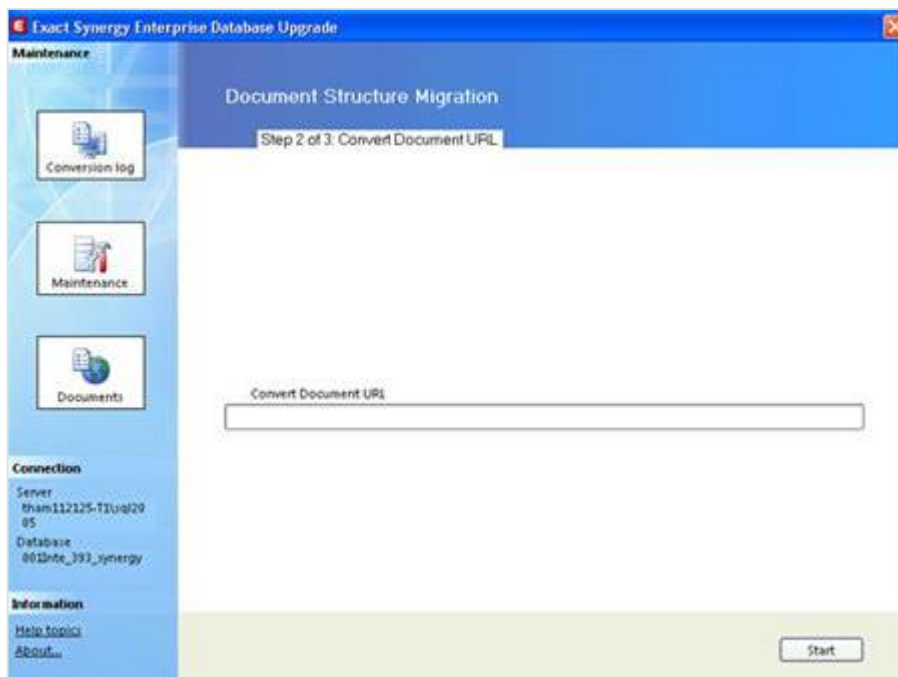 Exact Synergy Enterprise Database Upgrade
Maintenance
Document Structure Migration
Step 2 of 3: Convert Document URL
Conversion log
Maintenance
Documents
Convert Document URL
Connection
Server
Database
Information
Help topics
About...
Start